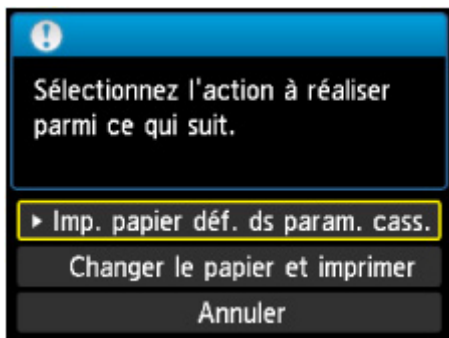 Sélectionnez l'action à réaliser
parmi ce qui suit.
Imp. papier déf. ds param. cass.
Changer le papier et imprimer
Annuler